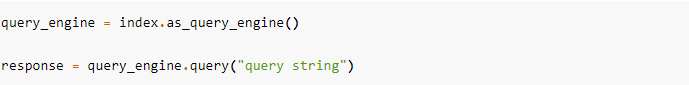 query_engine = index.as_query_engine()
response = query_engine.query("query string")